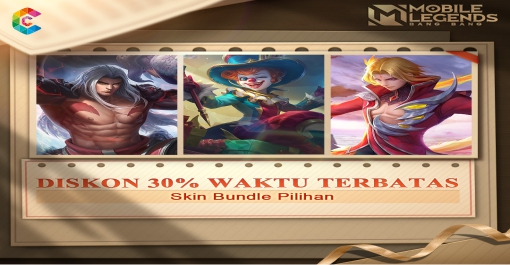 MOBILE
LEGENDS
BANG BANG
DISKON 30% WAKTU TERBATAS
Skin Bundle Pilihan